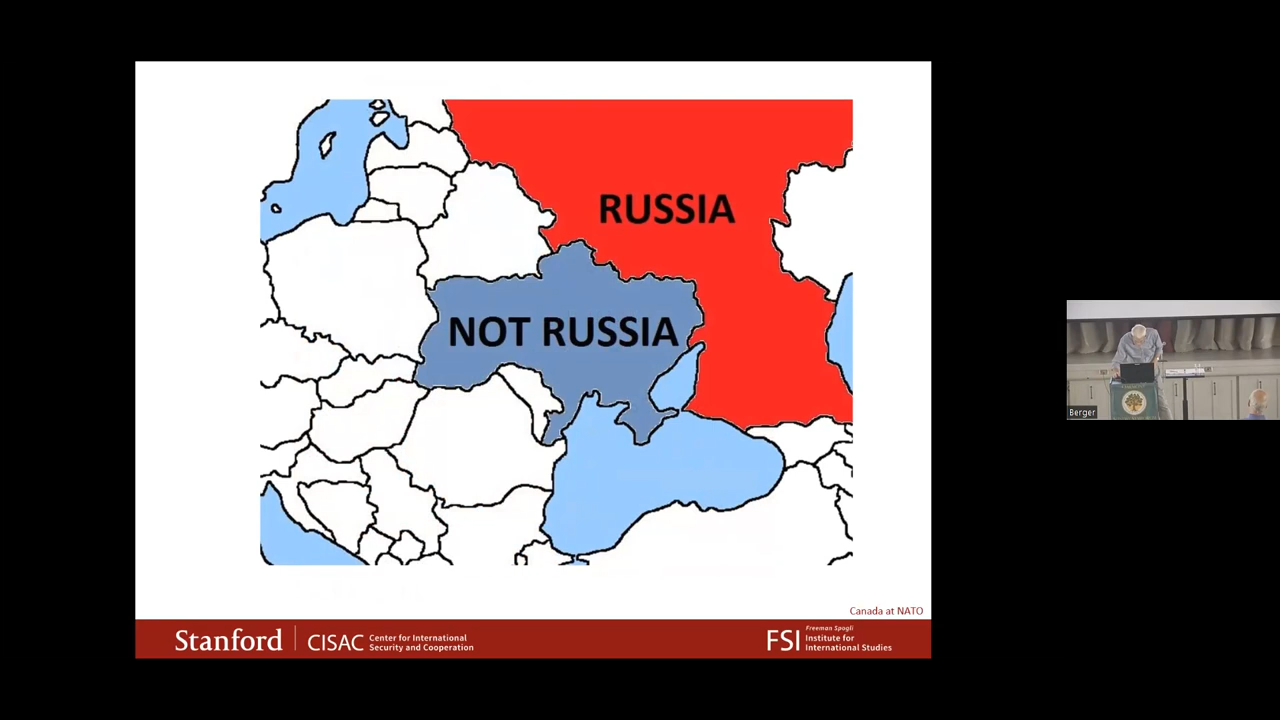 RUSSIA
NOT RUSSIA
Canada at NATO
Stanford
CISAC
Center for International
Security and Cooperation
FSI
Freeman Spogli
Institute for
International Studies
Berger